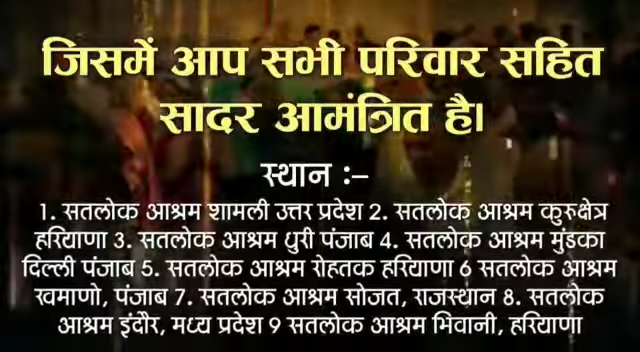 जिसमें आप सभी परिवार सहित
सादर आमंत्रित है।
स्थान :-
1. सतलोक आश्रम शामली उत्तर प्रदेश 2. सतलोक आश्रम कुरुक्षेत्र
हरियाणा 3. सतलोक आश्रम धुरी पंजाब 4. सतलोक आश्रम मुंडका
दिल्ली पंजाब 5. सतलोक आश्रम रोहतक हरियाणा 6 सतलोक आश्रम
खमाणो, पंजाब 7. सतलोक आश्रम सोजत, राजस्थान 8. सतलोक
आश्रम इंदौर, मध्य प्रदेश 9 सतलोक आश्रम भिवानी, हरियाणा